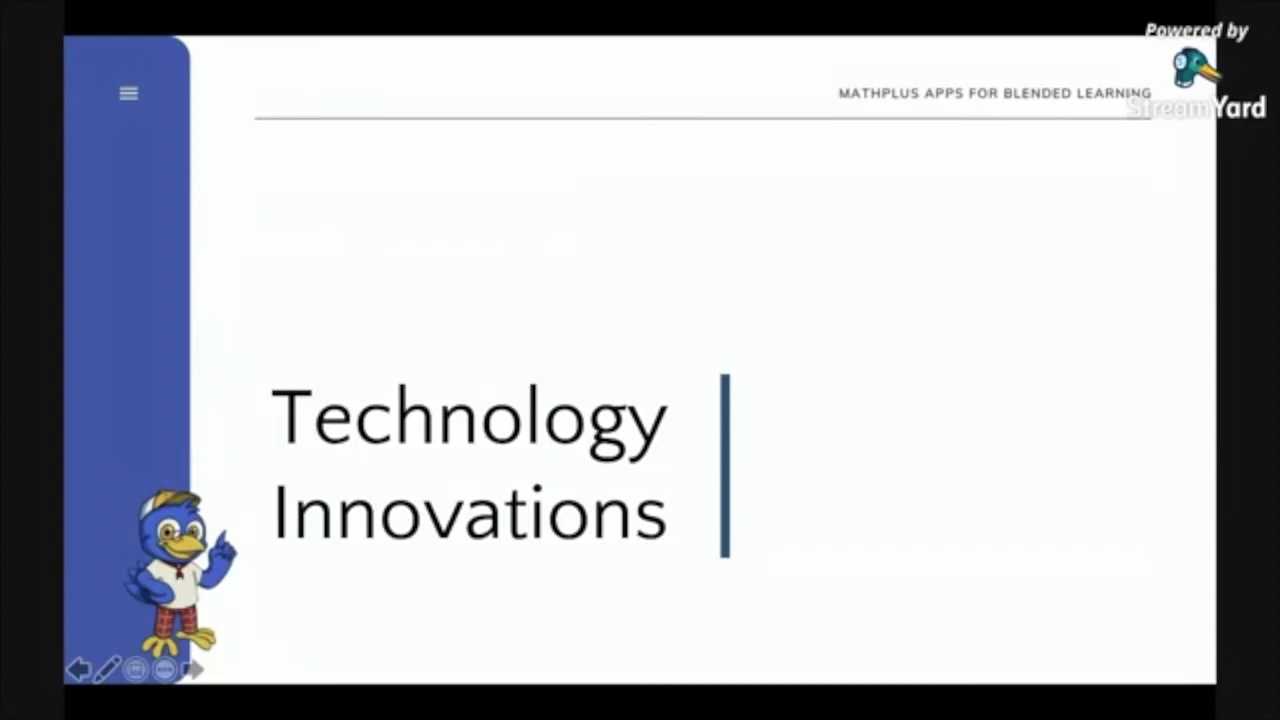 Powered by
StreamYard
MATHPLUS APPS FOR BLENDED LEARNING
Technology
Innovations